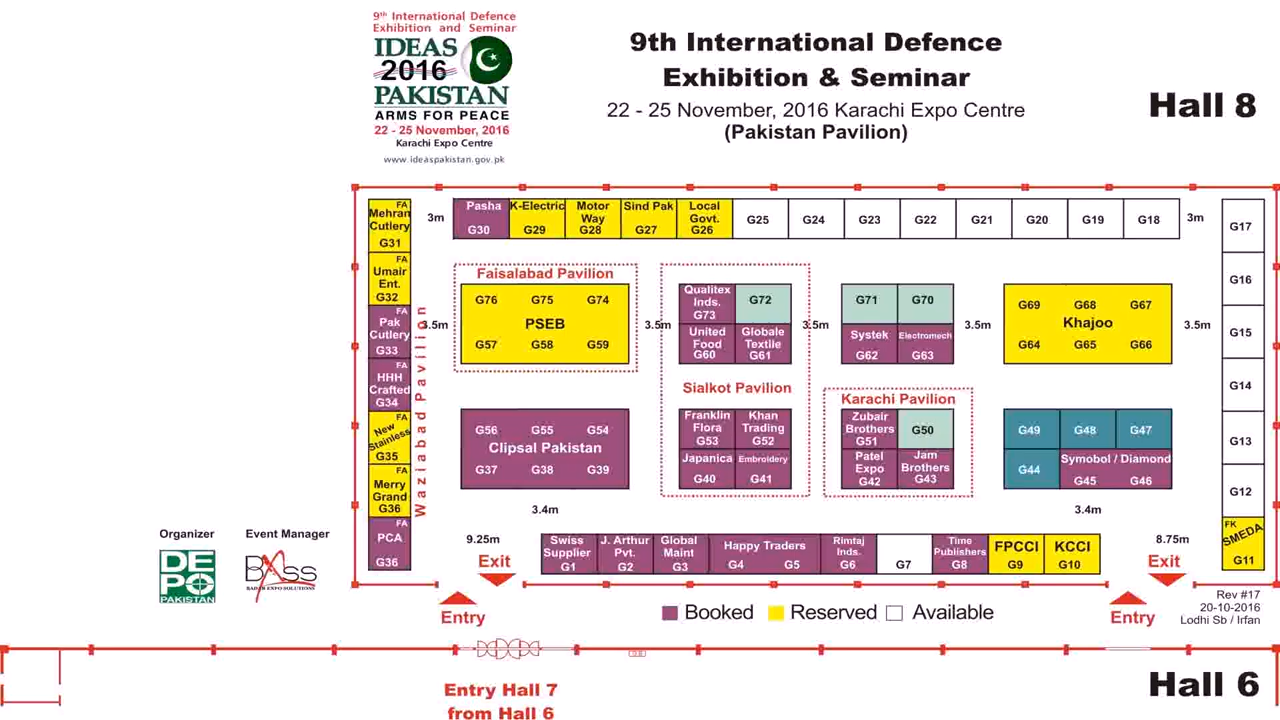 9th International Defence
Exhibition and Seminar
IDEAS
2016
PAKISTAN
ARMS FOR PEACE
22 - 25 November, 2016
Karachi Expo Centre
www.ideaspakistan.gov.pk
9th International Defence
Exhibition & Seminar
22 - 25 November, 2016 Karachi Expo Centre
(Pakistan Pavilion)
Hall 8
FA
Mehran
Cutlery
G31
FA
Umair
Ent.
G32
FA
Pak
Cutlery
G33
FA
HHH
Crafted
G34
FA
New
Stainless
G35
FA
Merry
Grand
G36
FA
PCA
G36
Waziabad Pavilion
3m
Pasha
G30
K-Electric
G29
Motor
Way
G28
Sind Pak
G27
Local
Govt.
G26
G25
G24
G23
G22
G21
G20
G19
G18
3m
G17
G16
G15
G14
G13
G12
FK
SMEDA
G11
Faisalabad Pavilion
G76 G75 G74
PSEB
G57 G58 G59
3.5m
3.5m
Qualitex
Inds.
G73
G72
United
Food
G60
Globale
Textile
G61
Sialkot Pavilion
Franklin
Flora
G53
Khan
Trading
G52
Japanica
G40
Embroidery
G41
3.5m
G71
G70
Systek
G62
Electromech
G63
3.5m
G69 G68 G67
Khajoo
G64 G65 G66
3.5m
G56 G55 G54
Clipsal Pakistan
G37 G38 G39
Karachi Pavilion
Zubair
Brothers
G51
G50
Patel
Expo
G42
Jam
Brothers
G43
G49
G48
G47
G44
Symobol / Diamond
G45 G46
3.4m
3.4m
9.25m
Exit
Swiss
Supplier
G1
J. Arthur
Pvt.
G2
Global
Maint
G3
Happy Traders
G4 G5
Rimtaj
Inds.
G6
G7
Time
Publishers
G8
FPCCI
G9
KCCI
G10
8.75m
Exit
Organizer
DEPO
PAKISTAN
Event Manager
BASS
BADAR EXPO SOLUTIONS
Entry
Booked
Reserved
Available
Entry
Rev #17
20-10-2016
Lodhi Sb / Irfan
Entry Hall 7
from Hall 6
Hall 6